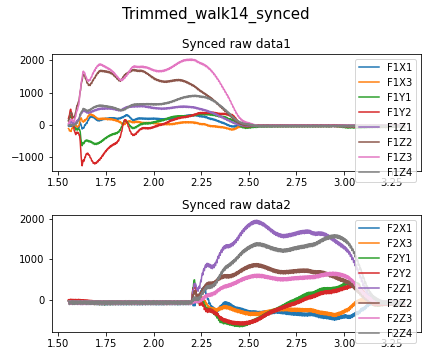 Trimmed_walk14_synced
Synced raw data1
2000
1000
0
−1000
F1X1
F1X3
F1Y1
F1Y2
F1Z1
F1Z2
F1Z3
F1Z4
1.50 1.75 2.00 2.25 2.50 2.75 3.00 3.25
Synced raw data2
2000
1000
0
F2X1
F2X3
F2Y1
F2Y2
F2Z1
F2Z2
F2Z3
F2Z4
1.50 1.75 2.00 2.25 2.50 2.75 3.00 3.25